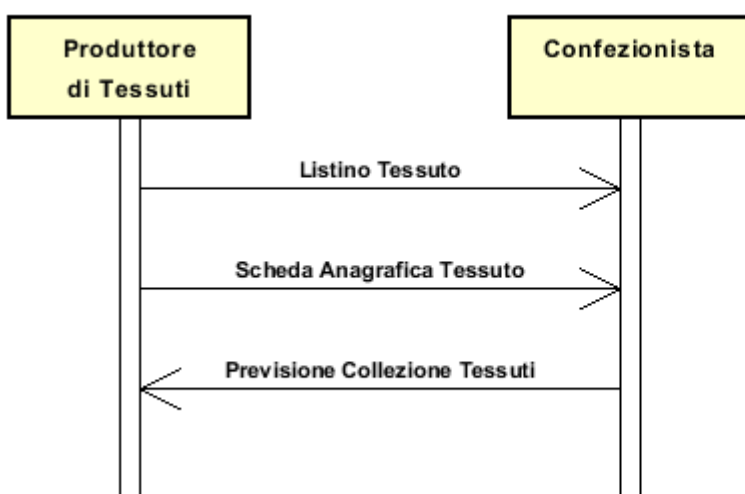 Produttore
di Tessuti
Confezionista
Listino Tessuto
Scheda Anagrafica Tessuto
Previsione Collezione Tessuti